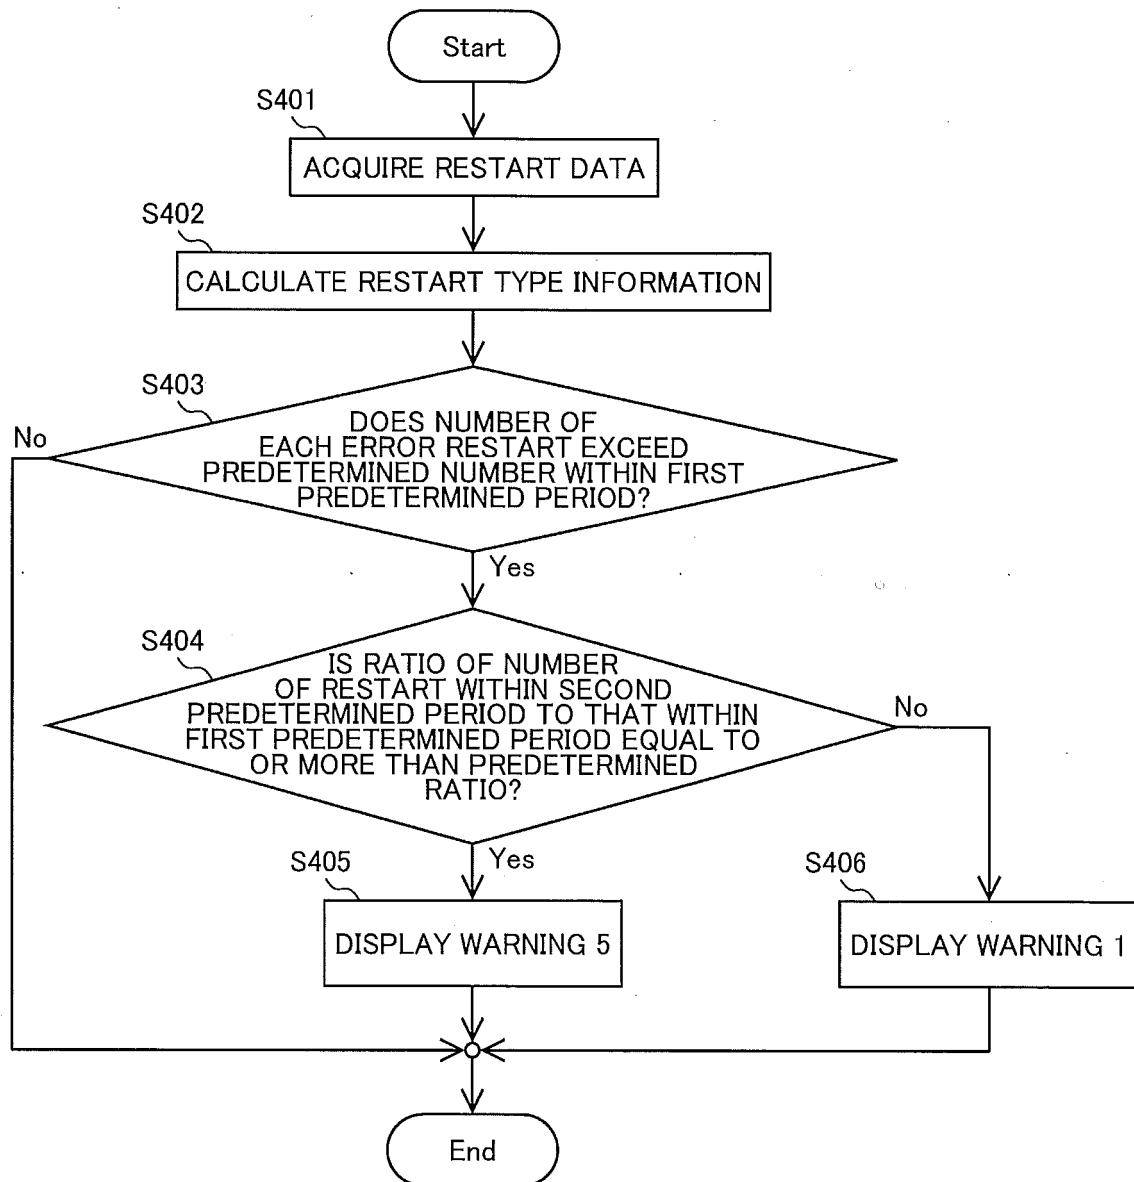 Start
S401
ACQUIRE RESTART DATA
S402
CALCULATE RESTART TYPE INFORMATION
S403
No
DOES NUMBER OF
EACH ERROR RESTART EXCEED
PREDETERMINED NUMBER WITHIN FIRST
PREDETERMINED PERIOD?
Yes
S404
IS RATIO OF NUMBER
OF RESTART WITHIN SECOND
PREDETERMINED PERIOD TO THAT WITHIN
FIRST PREDETERMINED PERIOD EQUAL TO
OR MORE THAN PREDETERMINED
RATIO?
No
Yes
S405
DISPLAY WARNING 5
S406
DISPLAY WARNING 1
End